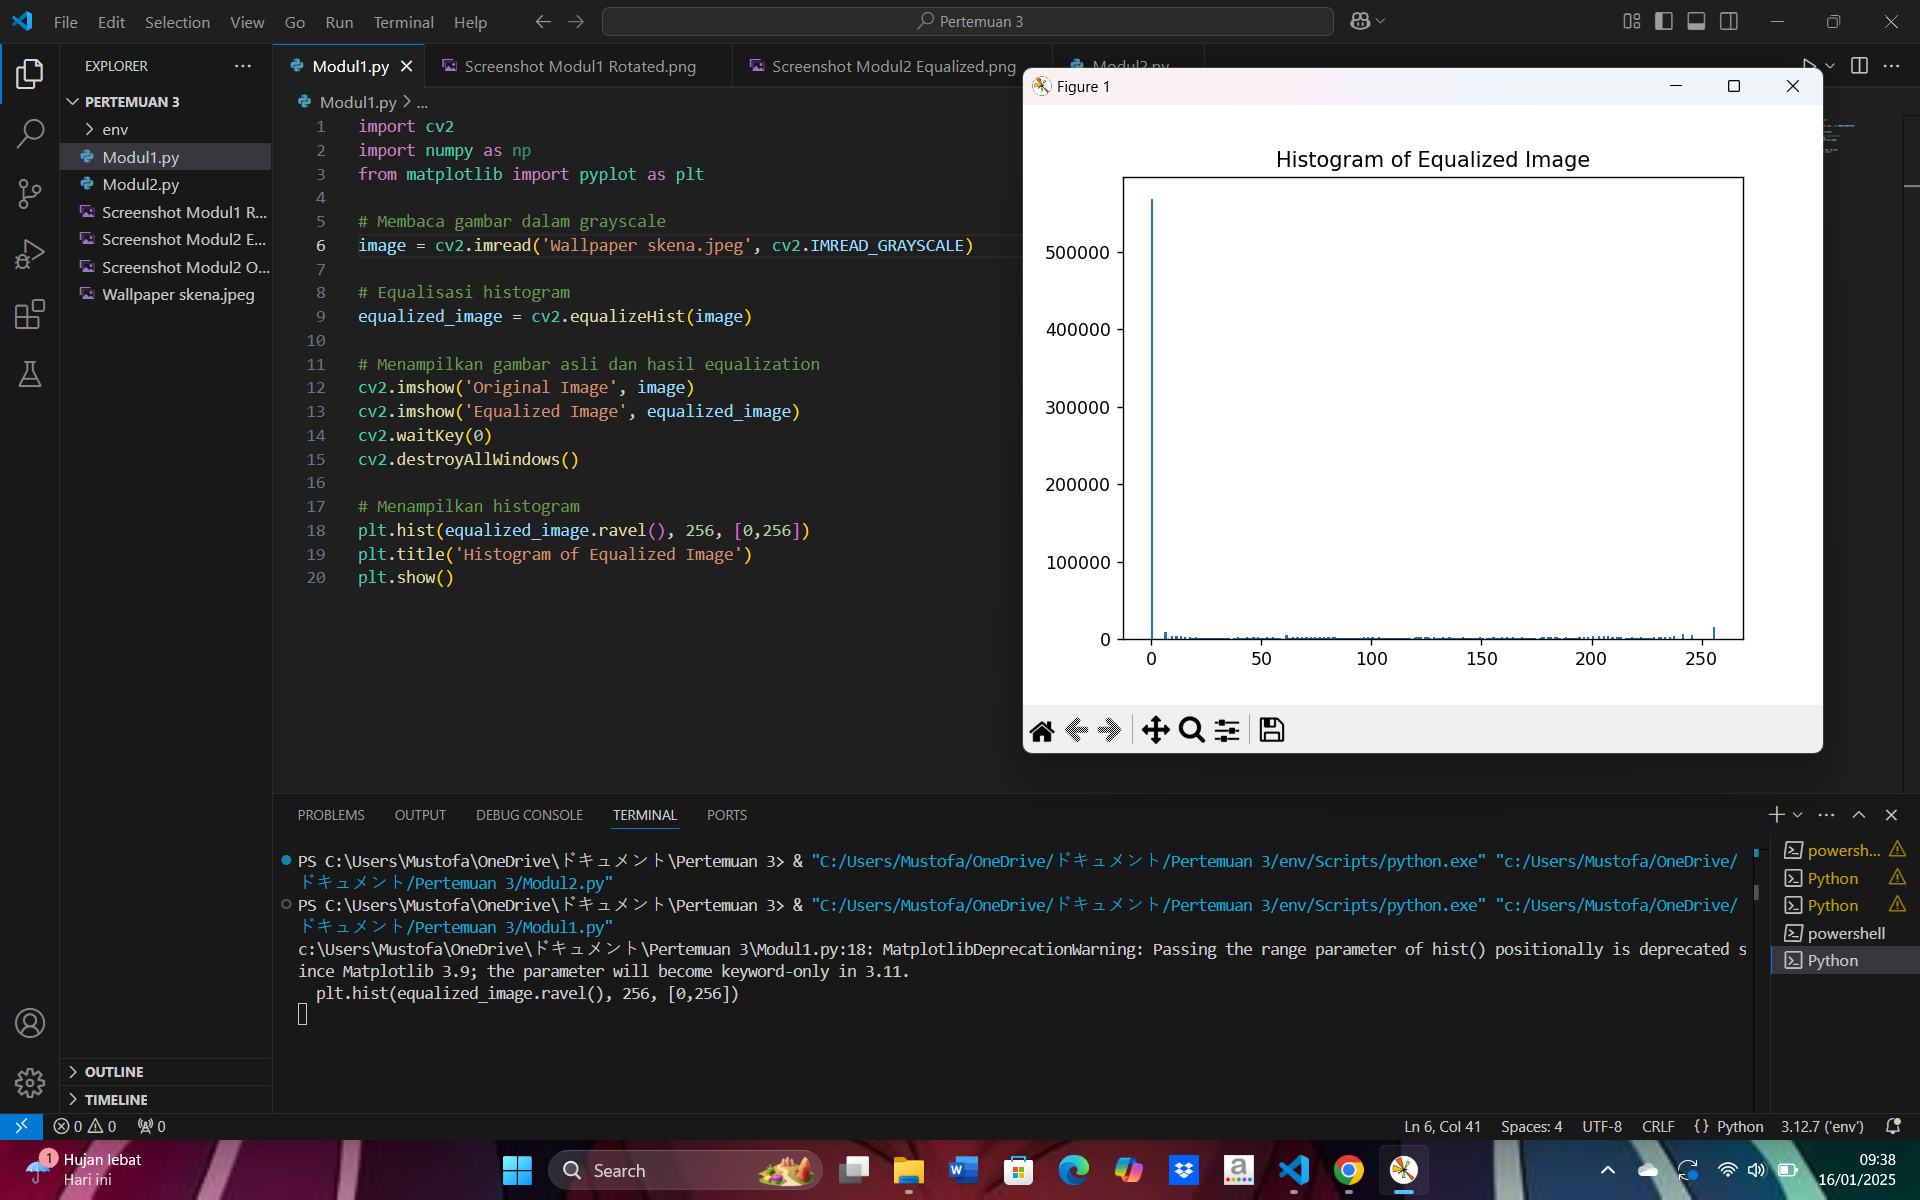 File Edit Selection View Go Run Terminal Help
Pertemuan 3
EXPLORER
PERTEMUAN 3
env
Modul1.py
Modul2.py
Screenshot Modul1 R...
Screenshot Modul2 E...
Screenshot Modul2 O...
Wallpaper skena.jpeg
OUTLINE
TIMELINE
Modul1.py
Screenshot Modul1 Rotated.png
Screenshot Modul2 Equalized.png
Modul2.py
Modul1.py > ...
1 import cv2
2 import numpy as np
3 from matplotlib import pyplot as plt
4
5 # Membaca gambar dalam grayscale
6 image = cv2.imread('Wallpaper skena.jpeg', cv2.IMREAD_GRAYSCALE)
7
8 # Equalisasi histogram
9 equalized_image = cv2.equalizeHist(image)
10
11 # Menampilkan gambar asli dan hasil equalization
12 cv2.imshow('Original Image', image)
13 cv2.imshow('Equalized Image', equalized_image)
14 cv2.waitKey(0)
15 cv2.destroyAllWindows()
16
17 # Menampilkan histogram
18 plt.hist(equalized_image.ravel(), 256, [0,256])
19 plt.title('Histogram of Equalized Image')
20 plt.show()
Figure 1
Histogram of Equalized Image
500000
400000
300000
200000
100000
0
0 50 100 150 200 250
PROBLEMS OUTPUT DEBUG CONSOLE TERMINAL PORTS
PS C:\Users\Mustofa\OneDrive\ドキュメント\Pertemuan 3> & "C:/Users/Mustofa/OneDrive/ドキュメント/Pertemuan 3/env/Scripts/python.exe" "c:/Users/Mustofa/OneDrive/
ドキュメント/Pertemuan 3/Modul2.py"
PS C:\Users\Mustofa\OneDrive\ドキュメント\Pertemuan 3> & "C:/Users/Mustofa/OneDrive/ドキュメント/Pertemuan 3/env/Scripts/python.exe" "c:/Users/Mustofa/OneDrive/
ドキュメント/Pertemuan 3/Modul1.py"
c:\Users\Mustofa\OneDrive\ドキュメント\Pertemuan 3\Modul1.py:18: MatplotlibDeprecationWarning: Passing the range parameter of hist() positionally is deprecated s
ince Matplotlib 3.9; the parameter will become keyword-only in 3.11.
plt.hist(equalized_image.ravel(), 256, [0,256])
powersh...
Python
Python
powershell
Python
0 0 0
Ln 6, Col 41 Spaces: 4 UTF-8 CRLF {} Python 3.12.7 ('env')
1
Hujan lebat
Hari ini
Search
09:38
16/01/2025